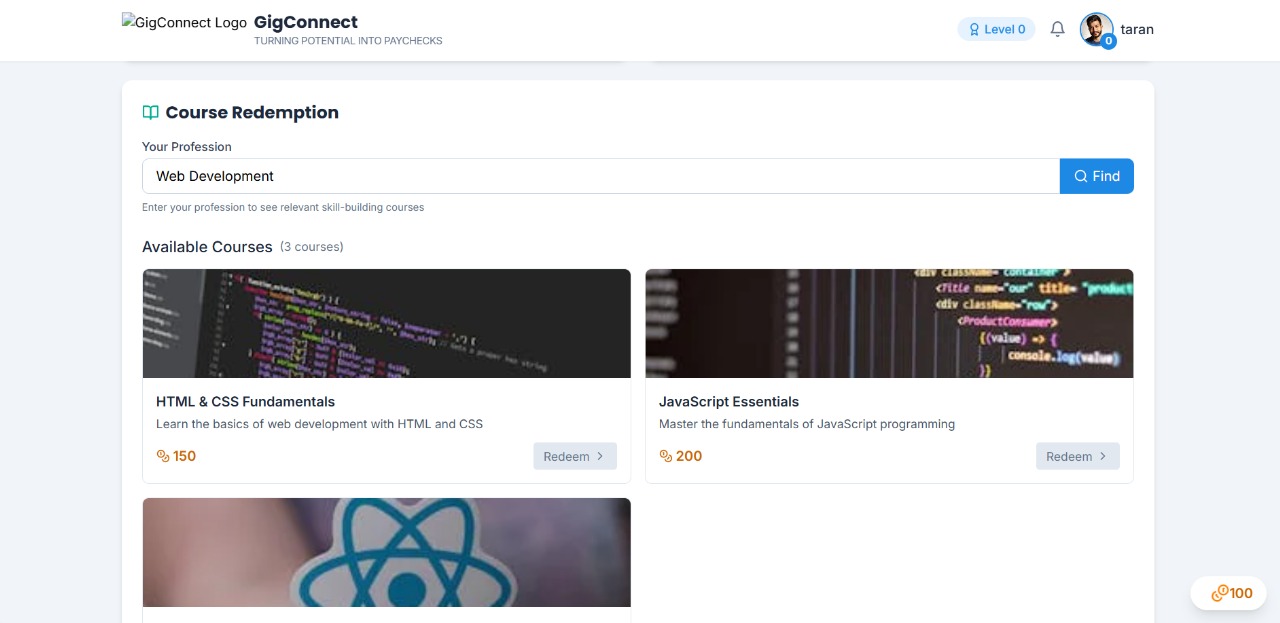 GigConnect Logo
GigConnect
TURNING POTENTIAL INTO PAYCHECKS
Level 0
0
taran
Course Redemption
Your Profession
Web Development
Find
Enter your profession to see relevant skill-building courses
Available Courses (3 courses)
<div className="container">
<Title name="our" title= "product
<div className="row">
<ProductConsumer>
{(value) => {
console.log(value)
}}
HTML & CSS Fundamentals
Learn the basics of web development with HTML and CSS
150
Redeem
JavaScript Essentials
Master the fundamentals of JavaScript programming
200
Redeem
100